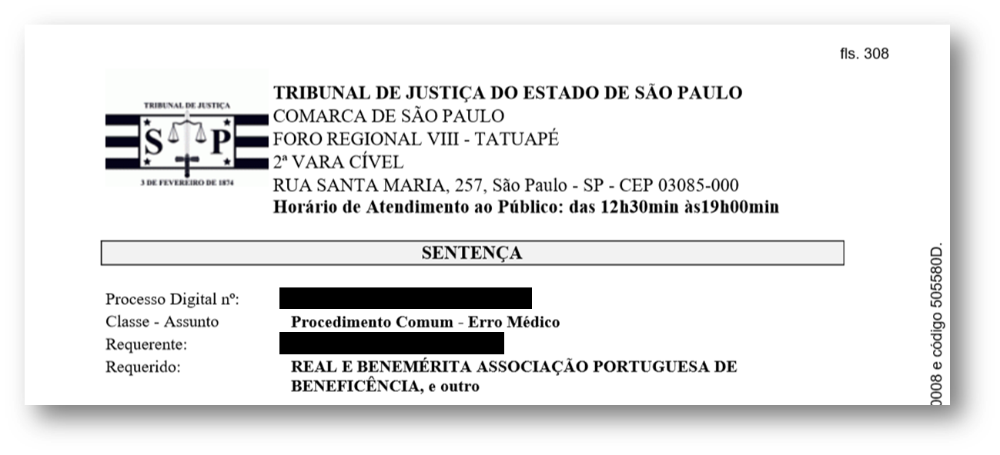 fls. 308
TRIBUNAL DE JUSTIÇA
S P
3 DE FEVEREIRO DE 1874
TRIBUNAL DE JUSTIÇA DO ESTADO DE SÃO PAULO
COMARCA DE SÃO PAULO
FORO REGIONAL VIII - TATUAPÉ
2ª VARA CÍVEL
RUA SANTA MARIA, 257, São Paulo - SP - CEP 03085-000
Horário de Atendimento ao Público: das 12h30min às19h00min
SENTENÇA
Processo Digital nº:
Classe - Assunto Procedimento Comum - Erro Médico
Requerente:
Requerido: REAL E BENEMÉRITA ASSOCIAÇÃO PORTUGUESA DE
BENEFICÊNCIA, e outro
0008 e código 505580D.